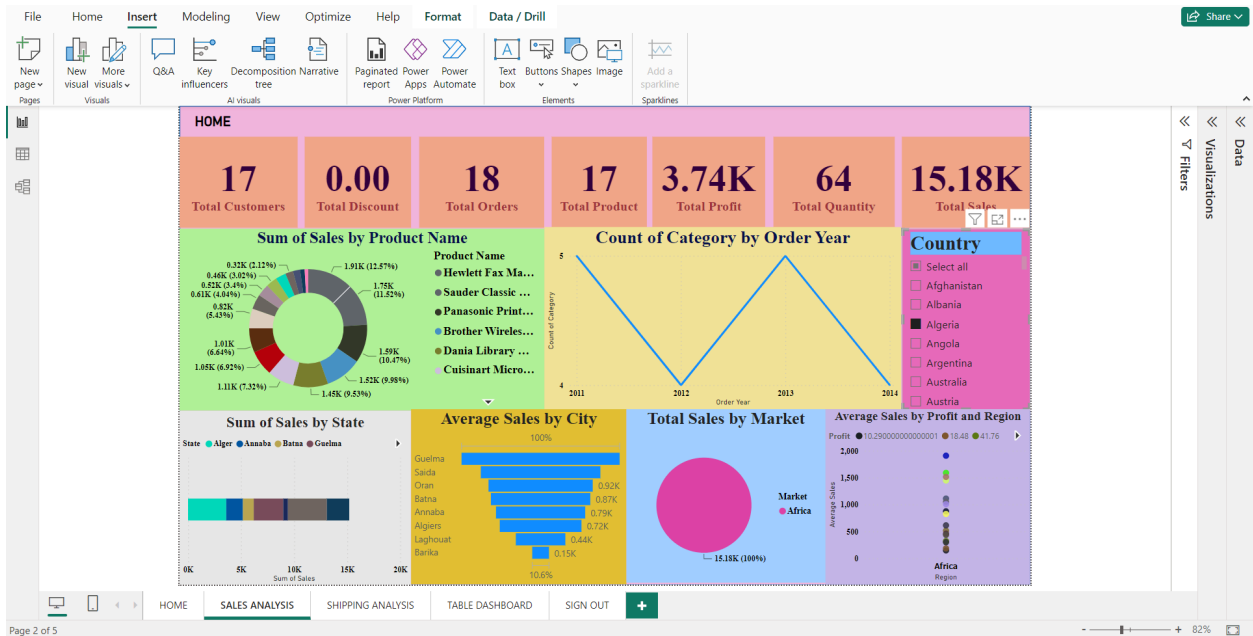 File Home Insert Modeling View Optimize Help Format Data / Drill Share
New page
New visual
More visuals
Q&A
Key influencers
Decomposition tree
Narrative
Paginated report
Power Apps
Power Automate
Text box
Buttons
Shapes
Image
Add a sparkline
Pages Visuals AI visuals Power Platform Elements Sparklines
HOME
17
Total Customers
0.00
Total Discount
18
Total Orders
17
Total Product
3.74K
Total Profit
64
Total Quantity
15.18K
Total Sales
Filters
Visualizations
Data
Sum of Sales by Product Name
0.32K (2.12%)
0.46K (3.02%)
0.52K (3.4%)
0.61K (4.04%)
0.82K
(5.43%)
1.01K
(6.64%)
1.05K (6.92%)
1.11K (7.32%)
1.45K (9.53%)
1.52K (9.98%)
1.59K
(10.47%)
1.75K
(11.52%)
1.91K (12.57%)
Product Name
Hewlett Fax Ma...
Sauder Classic ...
Panasonic Print...
Brother Wireles...
Dania Library ...
Cuisinart Micro...
Count of Category by Order Year
Count of Category
5
4
2011 2012 2013 2014
Order Year
Country
Select all
Afghanistan
Albania
Algeria
Angola
Argentina
Australia
Austria
Sum of Sales by State
State Alger Annaba Batna Guelma
0K 5K 10K 15K 20K
Sum of Sales
Average Sales by City
100%
Guelma
Saida
Oran 0.92K
Batna 0.87K
Annaba 0.79K
Algiers 0.72K
Laghouat 0.44K
Barika 0.15K
10.6%
Total Sales by Market
Market
Africa
15.18K (100%)
Average Sales by Profit and Region
Profit 10.290000000000001 18.48 41.76
Average Sales
2,000
1,500
1,000
500
0
Africa
Region
HOME SALES ANALYSIS SHIPPING ANALYSIS TABLE DASHBOARD SIGN OUT +
Page 2 of 5
- + 82%